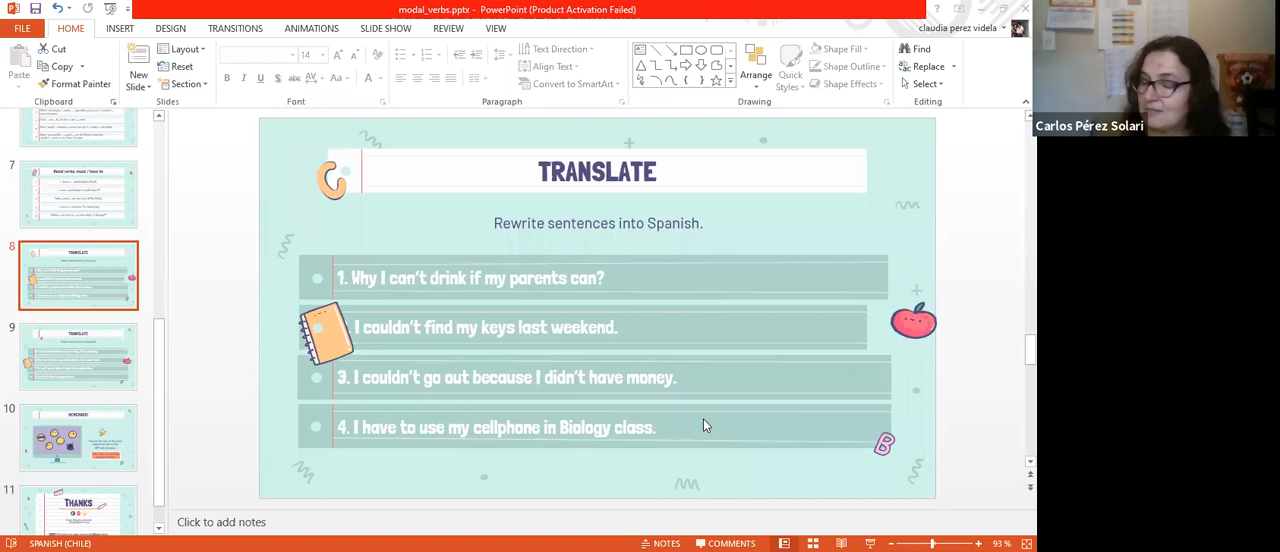 modal_verbs.pptx - PowerPoint (Product Activation Failed)
FILE HOME INSERT DESIGN TRANSITIONS ANIMATIONS SLIDE SHOW REVIEW VIEW claudia perez videla
Paste Cut Copy Format Painter
New Slide Layout Reset Section
14
Text Direction Align Text Convert to SmartArt
Arrange Quick Styles Shape Fill Shape Outline Shape Effects
Find Replace Select
Clipboard Slides Font Paragraph Drawing Editing
Carlos Pérez Solari
7
8
TRANSLATE
9
TRANSLATE
10
REMEMBER!
11
THANKS
TRANSLATE
Rewrite sentences into Spanish.
1. Why I can't drink if my parents can?
I couldn't find my keys last weekend.
3. I couldn't go out because I didn't have money.
4. I have to use my cellphone in Biology class.
B
Click to add notes
SPANISH (CHILE) NOTES COMMENTS 93 %